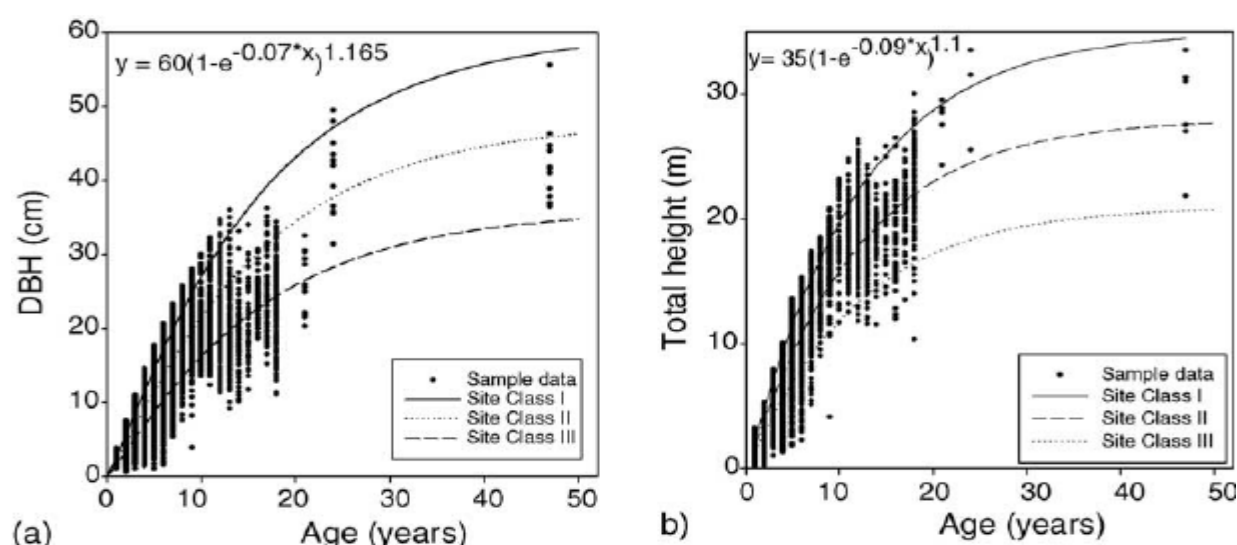 y = 60(1-e^-0.07*x)^1.165
60
50
40
30
20
10
0
DBH (cm)
Sample data
Site Class I
Site Class II
Site Class III
0 10 20 30 40 50
(a) Age (years)
y= 35(1-e^-0.09*x)^1.1
30
20
10
0
Total height (m)
Sample data
Site Class I
Site Class II
Site Class III
0 10 20 30 40 50
b) Age (years)